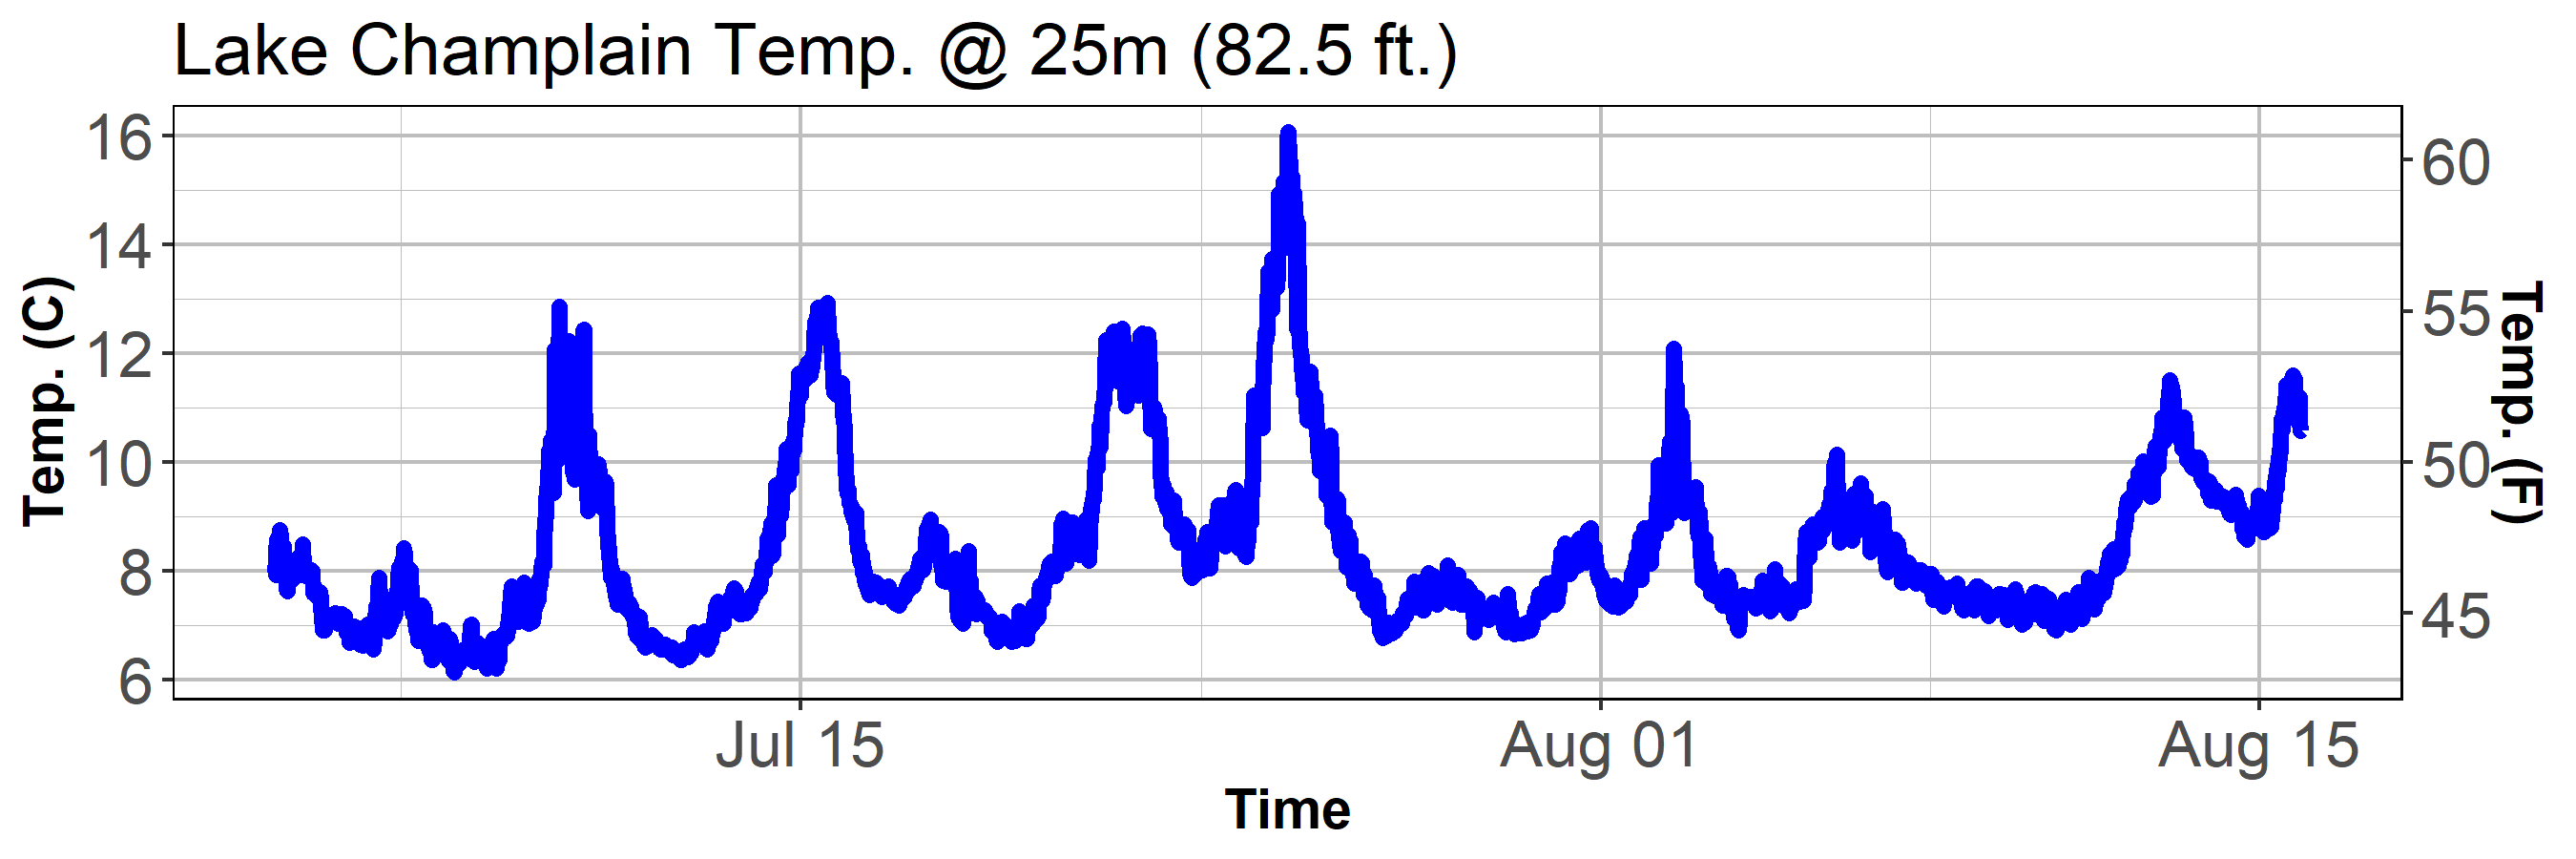 Lake Champlain Temp. @ 25m (82.5 ft.)
Temp. (C)
16
14
12
10
8
6
60
55
50
45
Temp. (F)
Jul 15
Aug 01
Aug 15
Time